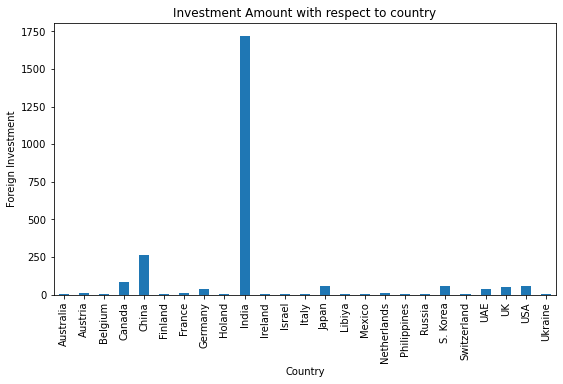 Investment Amount with respect to country
1750
1500
1250
1000
750
500
250
0
Foreign Investment
Australia
Austria
Belgium
Canada
China
Finland
France
Germany
Holand
India
Ireland
Israel
Italy
Japan
Libiya
Mexico
Netherlands
Philippines
Russia
S. Korea
Switzerland
UAE
UK
USA
Ukraine
Country